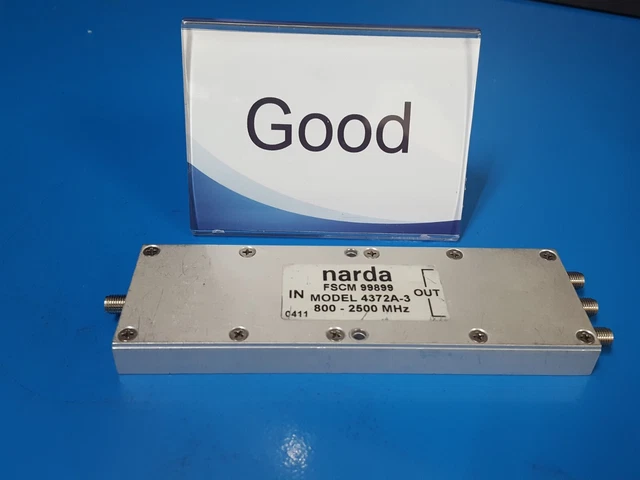 Good
narda
FSCM 99899
IN MODEL 4372A-3 OUT
0411 800 - 2500 MHz